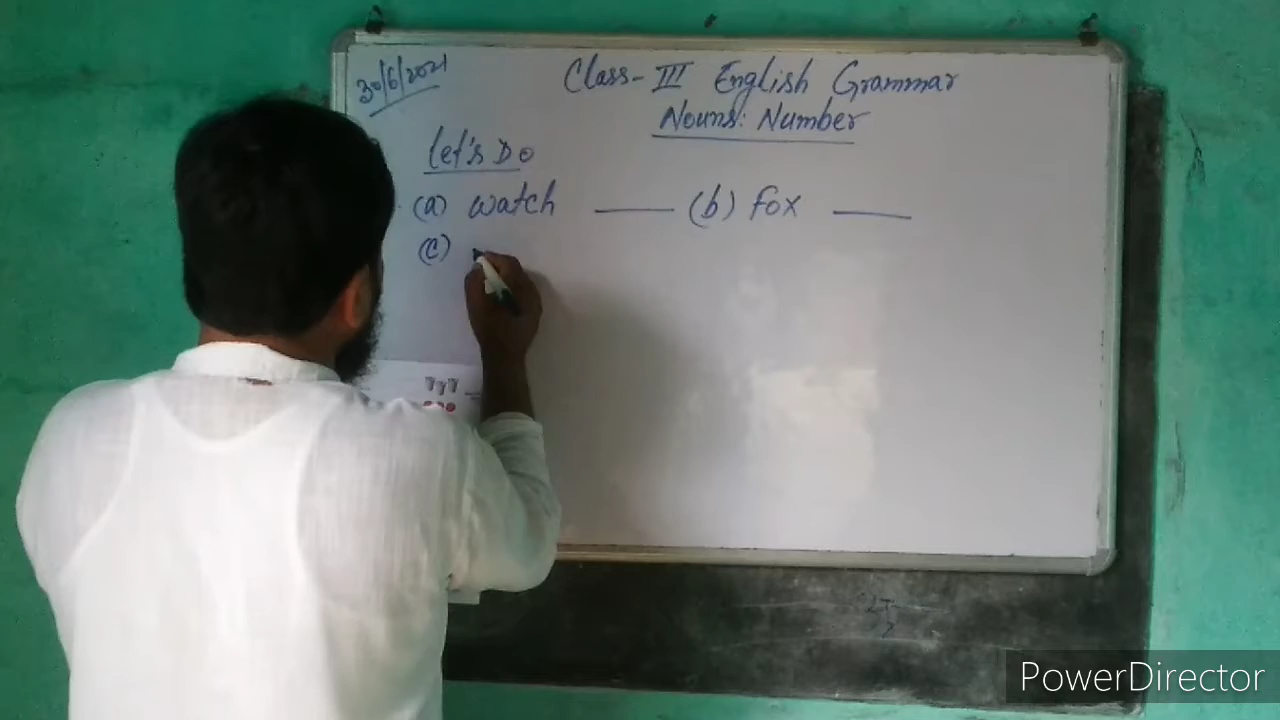 30/6/2021
Class-III English Grammar
Nouns: Number
Let's Do
(a) watch ____ (b) fox ____
(c)
PowerDirector